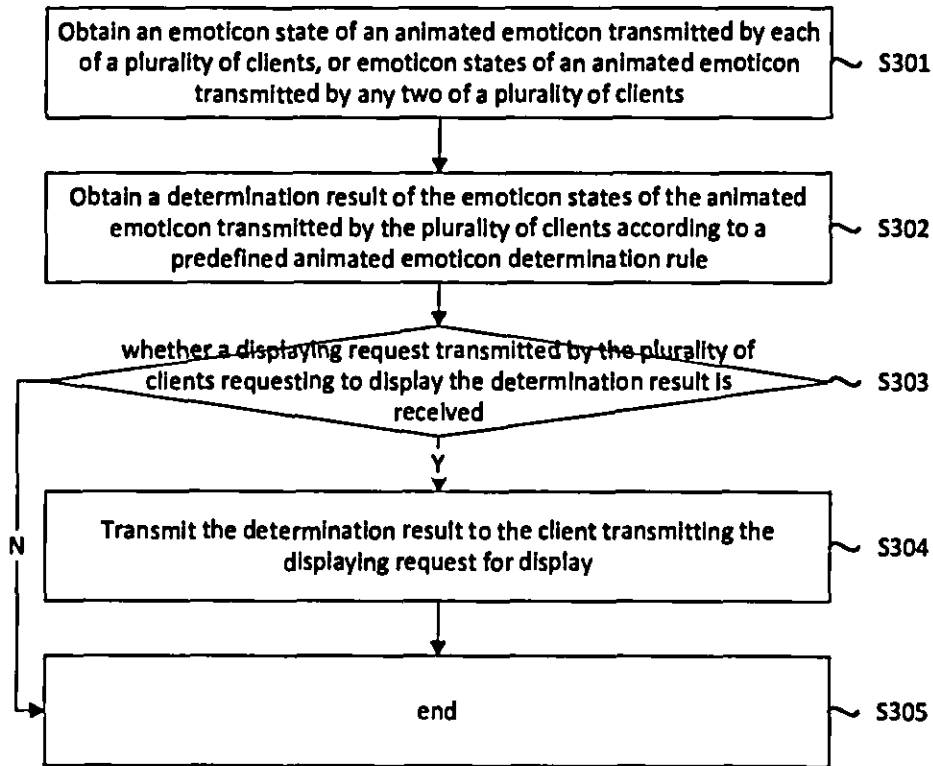 Obtain an emoticon state of an animated emoticon transmitted by each
of a plurality of clients, or emoticon states of an animated emoticon
transmitted by any two of a plurality of clients
S301
Obtain a determination result of the emoticon states of the animated
emoticon transmitted by the plurality of clients according to a
predefined animated emoticon determination rule
S302
whether a displaying request transmitted by the plurality of
clients requesting to display the determination result is
received
S303
Y
N
Transmit the determination result to the client transmitting the
displaying request for display
S304
end
S305